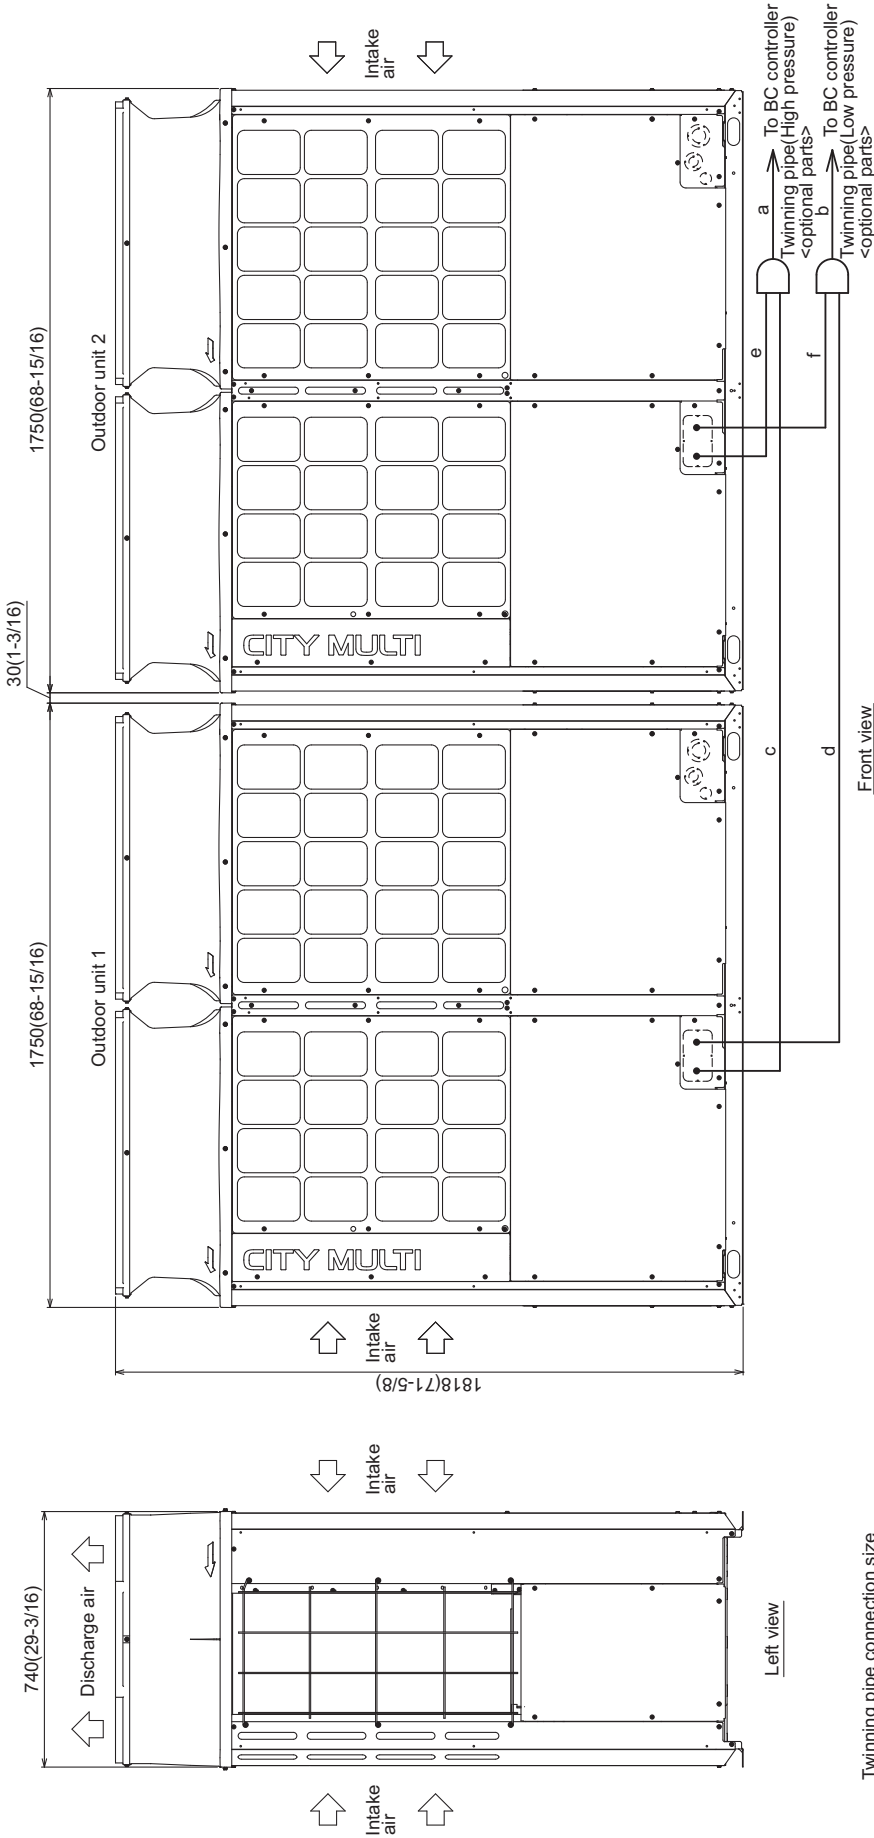 740(29-3/16)
Discharge air
Intake
air
Intake
air
Left view
Twinning pipe connection size
1818(71-5/8)
1750(68-15/16)
30(1-3/16)
1750(68-15/16)
Outdoor unit 1
Outdoor unit 2
Intake
air
Intake
air
CITY MULTI
CITY MULTI
c
d
e
f
a
To BC controller
Twinning pipe(High pressure)
<optional parts>
b
To BC controller
Twinning pipe(Low pressure)
<optional parts>
Front view